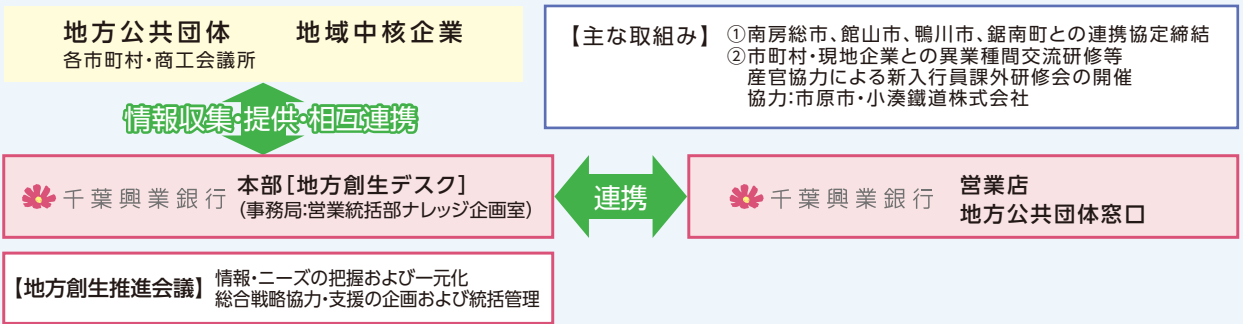 地方公共団体 地域中核企業
各市町村・商工会議所
情報収集・提供・相互連携
【主な取組み】 ①南房総市、館山市、鴨川市、鋸南町との連携協定締結
②市町村・現地企業との異業種間交流研修等
産官協力による新入行員課外研修会の開催
協力:市原市・小湊鐵道株式会社
千葉興業銀行 本部[地方創生デスク]
(事務局:営業統括部ナレッジ企画室)
連携
千葉興業銀行 営業店
地方公共団体窓口
【地方創生推進会議】 情報・ニーズの把握および一元化
総合戦略協力・支援の企画および統括管理